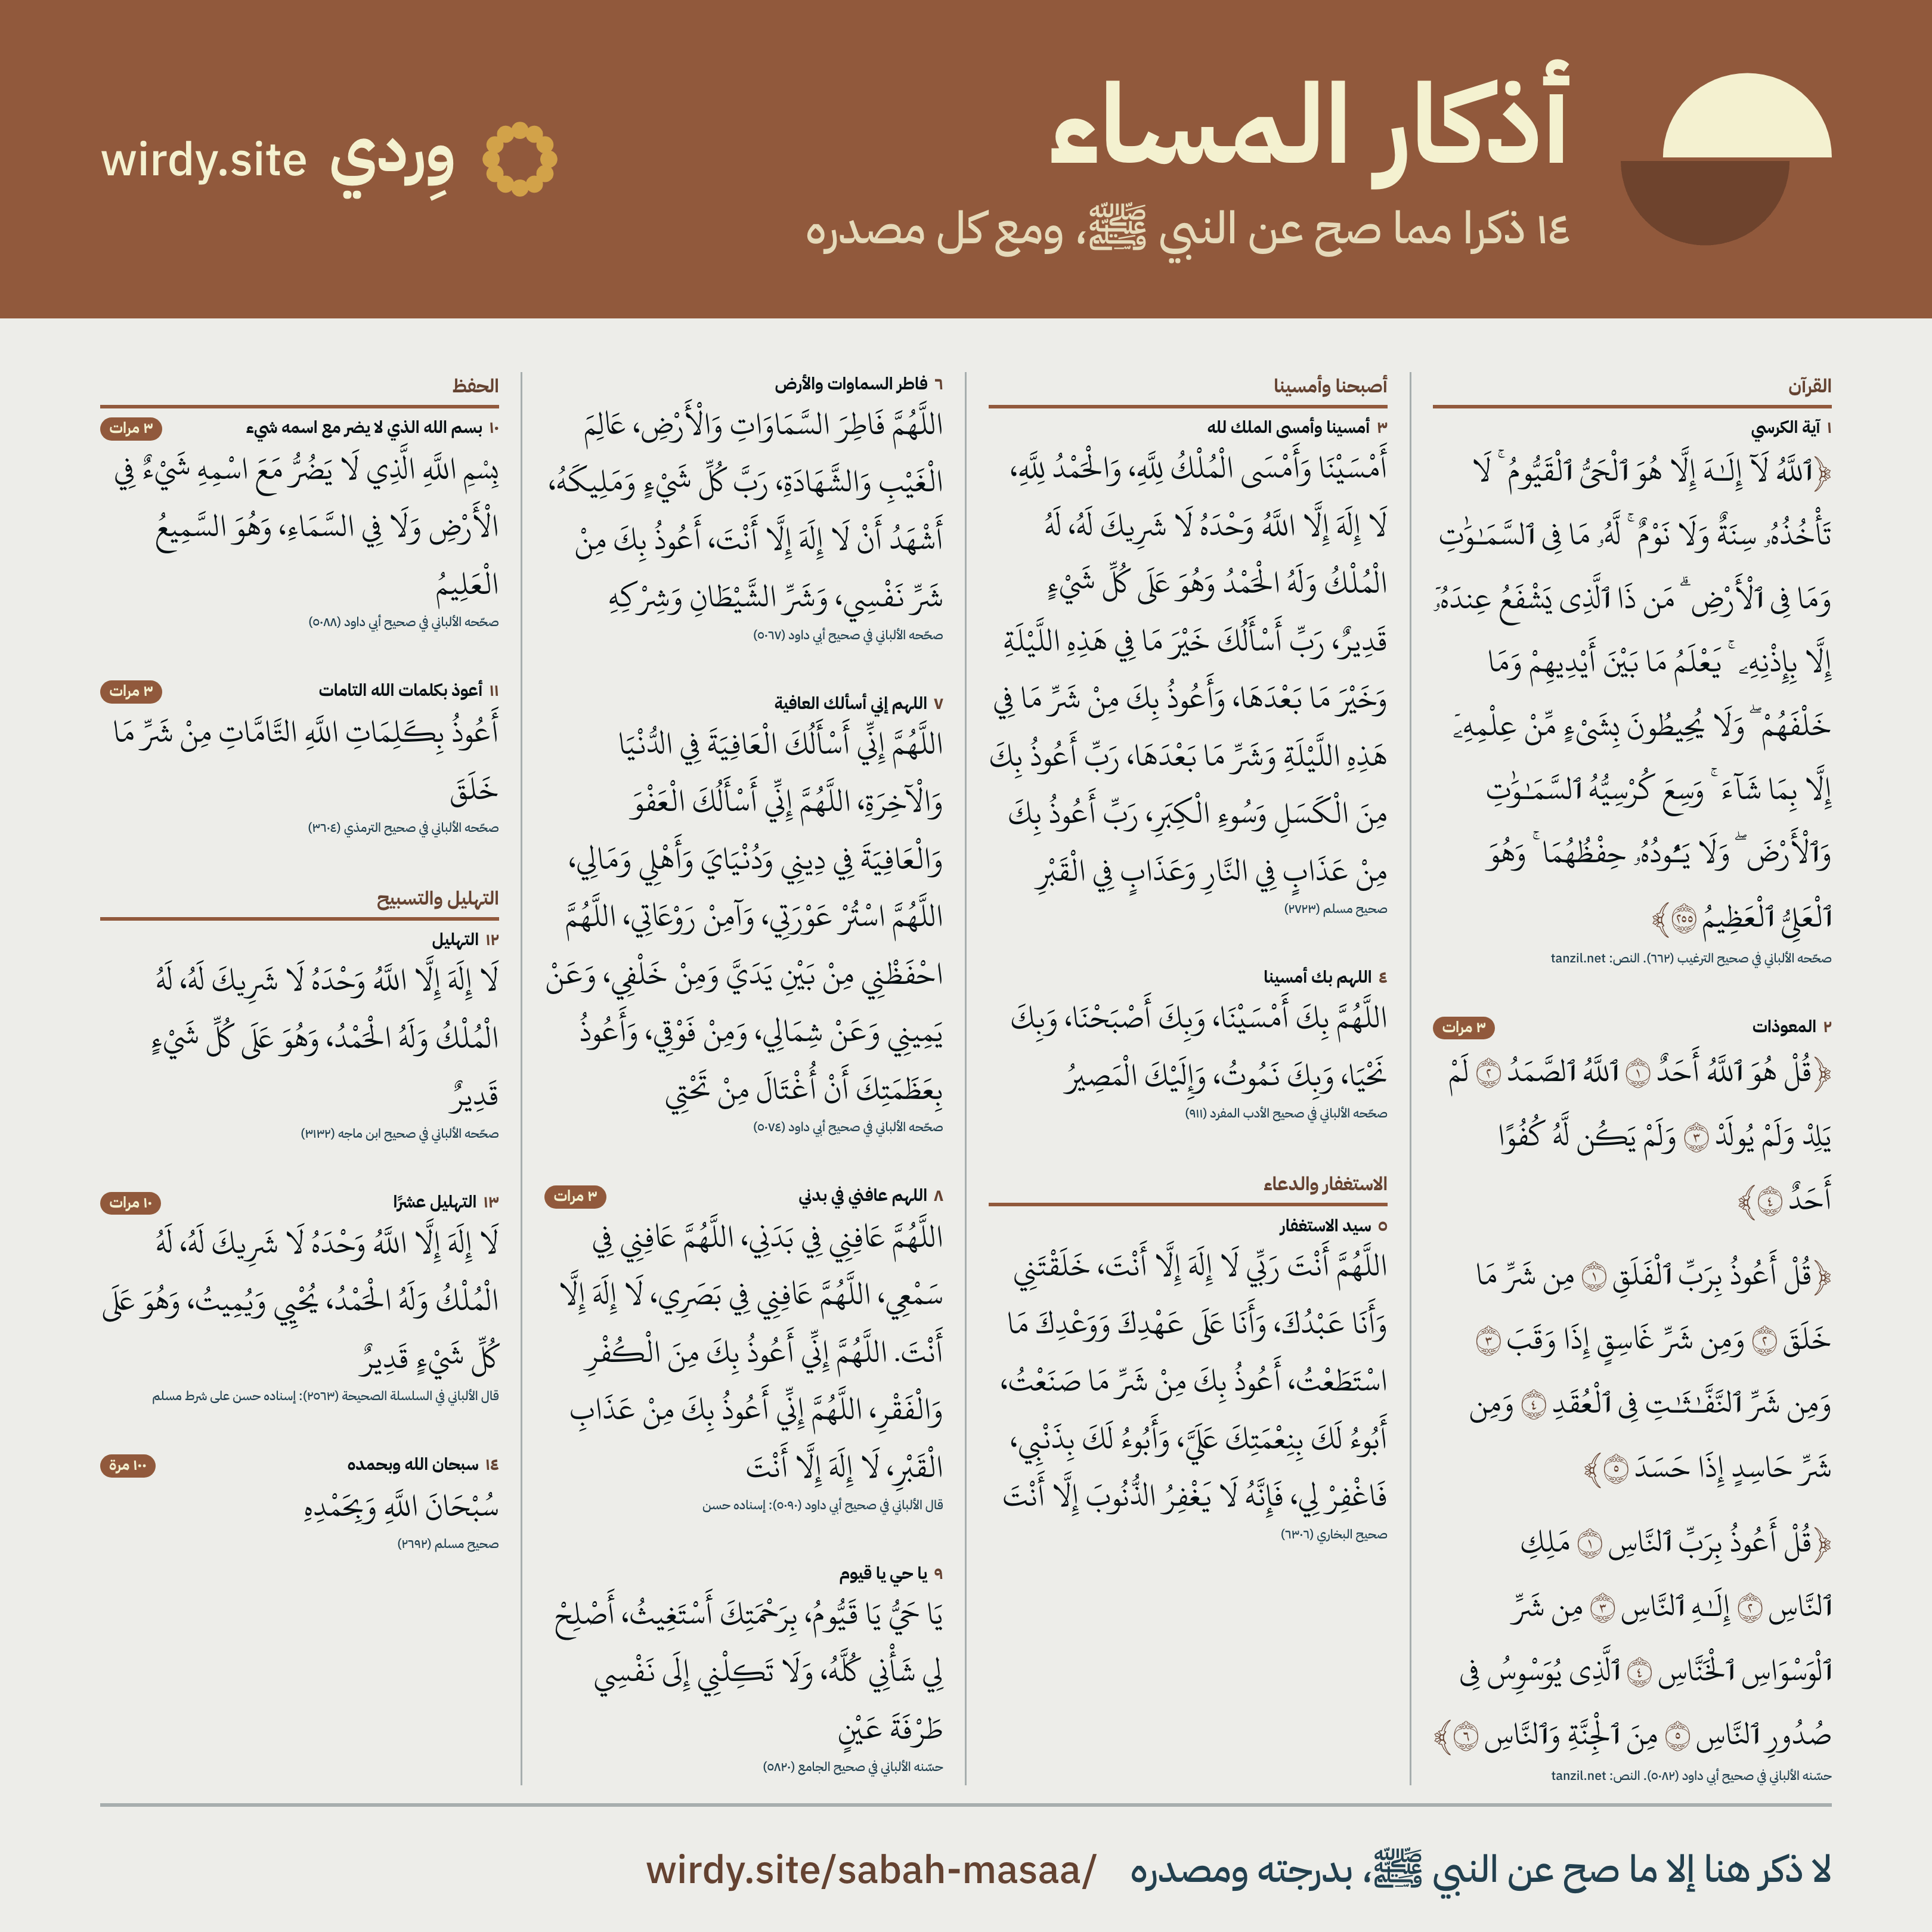 أذكار المساء
١٤ ذكرا مما صح عن النبي ﷺ، ومع كل مصدره
وِردي wirdy.site
القرآن
١ آية الكرسي
﴿ٱللَّهُ لَآ إِلَـٰهَ إِلَّا هُوَ ٱلْحَىُّ ٱلْقَيُّومُ ۚ لَا
تَأْخُذُهُۥ سِنَةٌ وَلَا نَوْمٌ ۚ لَّهُۥ مَا فِى ٱلسَّمَـٰوَٰتِ
وَمَا فِى ٱلْأَرْضِ ۗ مَن ذَا ٱلَّذِى يَشْفَعُ عِندَهُۥٓ
إِلَّا بِإِذْنِهِۦ ۚ يَعْلَمُ مَا بَيْنَ أَيْدِيهِمْ وَمَا
خَلْفَهُمْ ۖ وَلَا يُحِيطُونَ بِشَىْءٍ مِّنْ عِلْمِهِۦٓ
إِلَّا بِمَا شَآءَ ۚ وَسِعَ كُرْسِيُّهُ ٱلسَّمَـٰوَٰتِ
وَٱلْأَرْضَ ۖ وَلَا يَـُٔودُهُۥ حِفْظُهُمَا ۚ وَهُوَ
ٱلْعَلِىُّ ٱلْعَظِيمُ ٢٥٥﴾
صحّحه الألباني في صحيح الترغيب (٦٦٢). النص: tanzil.net
٢ المعوذات
٣ مرات
﴿قُلْ هُوَ ٱللَّهُ أَحَدٌ ١ ٱللَّهُ ٱلصَّمَدُ ٢ لَمْ
يَلِدْ وَلَمْ يُولَدْ ٣ وَلَمْ يَكُن لَّهُۥ كُفُوًا
أَحَدٌ ٤﴾
﴿قُلْ أَعُوذُ بِرَبِّ ٱلْفَلَقِ ١ مِن شَرِّ مَا
خَلَقَ ٢ وَمِن شَرِّ غَاسِقٍ إِذَا وَقَبَ ٣
وَمِن شَرِّ ٱلنَّفَّـٰثَـٰتِ فِى ٱلْعُقَدِ ٤ وَمِن
شَرِّ حَاسِدٍ إِذَا حَسَدَ ٥﴾
﴿قُلْ أَعُوذُ بِرَبِّ ٱلنَّاسِ ١ مَلِكِ
ٱلنَّاسِ ٢ إِلَـٰهِ ٱلنَّاسِ ٣ مِن شَرِّ
ٱلْوَسْوَاسِ ٱلْخَنَّاسِ ٤ ٱلَّذِى يُوَسْوِسُ فِى
صُدُورِ ٱلنَّاسِ ٥ مِنَ ٱلْجِنَّةِ وَٱلنَّاسِ ٦﴾
حسّنه الألباني في صحيح أبي داود (٥٠٨٢). النص: tanzil.net
أصبحنا وأمسينا
٣ أمسينا وأمسى الملك لله
أَمْسَيْنَا وَأَمْسَى الْمُلْكُ لِلَّهِ، وَالْحَمْدُ لِلَّهِ،
لَا إِلَهَ إِلَّا اللَّهُ وَحْدَهُ لَا شَرِيكَ لَهُ، لَهُ
الْمُلْكُ وَلَهُ الْحَمْدُ وَهُوَ عَلَى كُلِّ شَيْءٍ
قَدِيرٌ، رَبِّ أَسْأَلُكَ خَيْرَ مَا فِي هَذِهِ اللَّيْلَةِ
وَخَيْرَ مَا بَعْدَهَا، وَأَعُوذُ بِكَ مِنْ شَرِّ مَا فِي
هَذِهِ اللَّيْلَةِ وَشَرِّ مَا بَعْدَهَا، رَبِّ أَعُوذُ بِكَ
مِنَ الْكَسَلِ وَسُوءِ الْكِبَرِ، رَبِّ أَعُوذُ بِكَ
مِنْ عَذَابٍ فِي النَّارِ وَعَذَابٍ فِي الْقَبْرِ
صحيح مسلم (٢٧٢٣)
٤ اللهم بك أمسينا
اللَّهُمَّ بِكَ أَمْسَيْنَا، وَبِكَ أَصْبَحْنَا، وَبِكَ
نَحْيَا، وَبِكَ نَمُوتُ، وَإِلَيْكَ الْمَصِيرُ
صحّحه الألباني في صحيح الأدب المفرد (٩١١)
الاستغفار والدعاء
٥ سيد الاستغفار
اللَّهُمَّ أَنْتَ رَبِّي لَا إِلَهَ إِلَّا أَنْتَ، خَلَقْتَنِي
وَأَنَا عَبْدُكَ، وَأَنَا عَلَى عَهْدِكَ وَوَعْدِكَ مَا
اسْتَطَعْتُ، أَعُوذُ بِكَ مِنْ شَرِّ مَا صَنَعْتُ،
أَبُوءُ لَكَ بِنِعْمَتِكَ عَلَيَّ، وَأَبُوءُ لَكَ بِذَنْبِي،
فَاغْفِرْ لِي، فَإِنَّهُ لَا يَغْفِرُ الذُّنُوبَ إِلَّا أَنْتَ
صحيح البخاري (٦٣٠٦)
٦ فاطر السماوات والأرض
اللَّهُمَّ فَاطِرَ السَّمَاوَاتِ وَالْأَرْضِ، عَالِمَ
الْغَيْبِ وَالشَّهَادَةِ، رَبَّ كُلِّ شَيْءٍ وَمَلِيكَهُ،
أَشْهَدُ أَنْ لَا إِلَهَ إِلَّا أَنْتَ، أَعُوذُ بِكَ مِنْ
شَرِّ نَفْسِي، وَشَرِّ الشَّيْطَانِ وَشِرْكِهِ
صحّحه الألباني في صحيح أبي داود (٥٠٦٧)
٧ اللهم إني أسألك العافية
اللَّهُمَّ إِنِّي أَسْأَلُكَ الْعَافِيَةَ فِي الدُّنْيَا
وَالْآخِرَةِ، اللَّهُمَّ إِنِّي أَسْأَلُكَ الْعَفْوَ
وَالْعَافِيَةَ فِي دِينِي وَدُنْيَايَ وَأَهْلِي وَمَالِي،
اللَّهُمَّ اسْتُرْ عَوْرَتِي، وَآمِنْ رَوْعَاتِي، اللَّهُمَّ
احْفَظْنِي مِنْ بَيْنِ يَدَيَّ وَمِنْ خَلْفِي، وَعَنْ
يَمِينِي وَعَنْ شِمَالِي، وَمِنْ فَوْقِي، وَأَعُوذُ
بِعَظَمَتِكَ أَنْ أُغْتَالَ مِنْ تَحْتِي
صحّحه الألباني في صحيح أبي داود (٥٠٧٤)
٨ اللهم عافني في بدني
٣ مرات
اللَّهُمَّ عَافِنِي فِي بَدَنِي، اللَّهُمَّ عَافِنِي فِي
سَمْعِي، اللَّهُمَّ عَافِنِي فِي بَصَرِي، لَا إِلَهَ إِلَّا
أَنْتَ. اللَّهُمَّ إِنِّي أَعُوذُ بِكَ مِنَ الْكُفْرِ
وَالْفَقْرِ، اللَّهُمَّ إِنِّي أَعُوذُ بِكَ مِنْ عَذَابِ
الْقَبْرِ، لَا إِلَهَ إِلَّا أَنْتَ
قال الألباني في صحيح أبي داود (٥٠٩٠): إسناده حسن
٩ يا حي يا قيوم
يَا حَيُّ يَا قَيُّومُ، بِرَحْمَتِكَ أَسْتَغِيثُ، أَصْلِحْ
لِي شَأْنِي كُلَّهُ، وَلَا تَكِلْنِي إِلَى نَفْسِي
طَرْفَةَ عَيْنٍ
حسّنه الألباني في صحيح الجامع (٥٨٢٠)
الحفظ
١٠ بسم الله الذي لا يضر مع اسمه شيء
٣ مرات
بِسْمِ اللَّهِ الَّذِي لَا يَضُرُّ مَعَ اسْمِهِ شَيْءٌ فِي
الْأَرْضِ وَلَا فِي السَّمَاءِ، وَهُوَ السَّمِيعُ
الْعَلِيمُ
صحّحه الألباني في صحيح أبي داود (٥٠٨٨)
١١ أعوذ بكلمات الله التامات
٣ مرات
أَعُوذُ بِكَلِمَاتِ اللَّهِ التَّامَّاتِ مِنْ شَرِّ مَا
خَلَقَ
صحّحه الألباني في صحيح الترمذي (٣٦٠٤)
التهليل والتسبيح
١٢ التهليل
لَا إِلَهَ إِلَّا اللَّهُ وَحْدَهُ لَا شَرِيكَ لَهُ، لَهُ
الْمُلْكُ وَلَهُ الْحَمْدُ، وَهُوَ عَلَى كُلِّ شَيْءٍ
قَدِيرٌ
صحّحه الألباني في صحيح ابن ماجه (٣١٣٢)
١٣ التهليل عشرًا
١٠ مرات
لَا إِلَهَ إِلَّا اللَّهُ وَحْدَهُ لَا شَرِيكَ لَهُ، لَهُ
الْمُلْكُ وَلَهُ الْحَمْدُ، يُحْيِي وَيُمِيتُ، وَهُوَ عَلَى
كُلِّ شَيْءٍ قَدِيرٌ
قال الألباني في السلسلة الصحيحة (٢٥٦٣): إسناده حسن على شرط مسلم
١٤ سبحان الله وبحمده
١٠٠ مرة
سُبْحَانَ اللَّهِ وَبِحَمْدِهِ
صحيح مسلم (٢٦٩٢)
لا ذكر هنا إلا ما صح عن النبي ﷺ، بدرجته ومصدره wirdy.site/sabah-masaa/